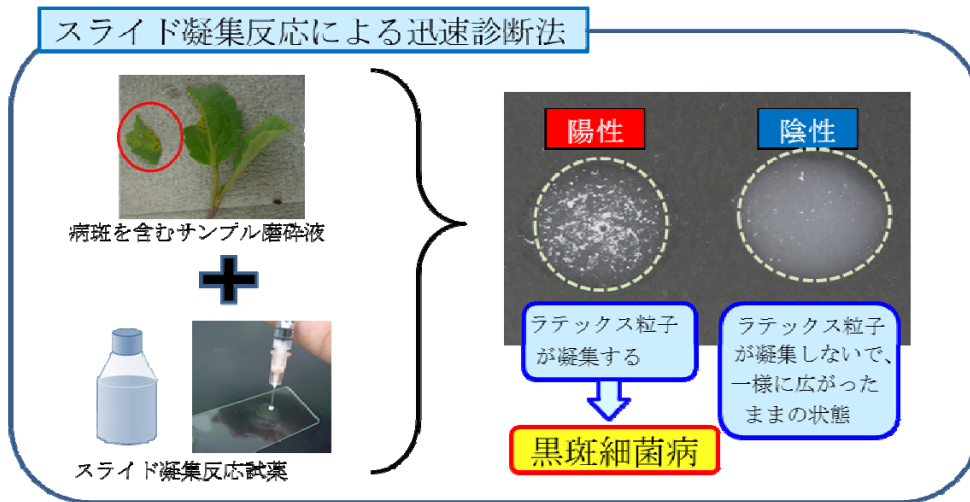 スライド凝集反応による迅速診断法
病斑を含むサンプル磨砕液
スライド凝集反応試薬
陽性
陰性
ラテックス粒子
が凝集する
ラテックス粒子
が凝集しないで、
一様に広がった
ままの状態
黒斑細菌病